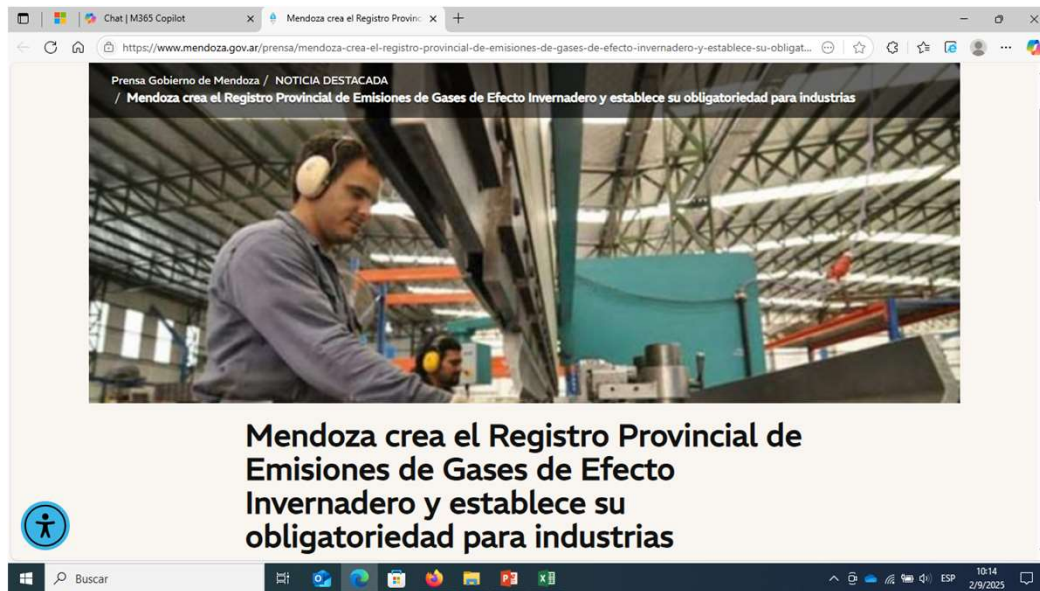 Chat | M365 Copilot
Mendoza crea el Registro Provinc
https://www.mendoza.gov.ar/prensa/mendoza-crea-el-registro-provincial-de-emisiones-de-gases-de-efecto-invernadero-y-establece-su-obligat...
Prensa Gobierno de Mendoza / NOTICIA DESTACADA
/ Mendoza crea el Registro Provincial de Emisiones de Gases de Efecto Invernadero y establece su obligatoriedad para industrias
Mendoza crea el Registro Provincial de
Emisiones de Gases de Efecto
Invernadero y establece su
obligatoriedad para industrias
Buscar
ESP
10:14
2/9/2025